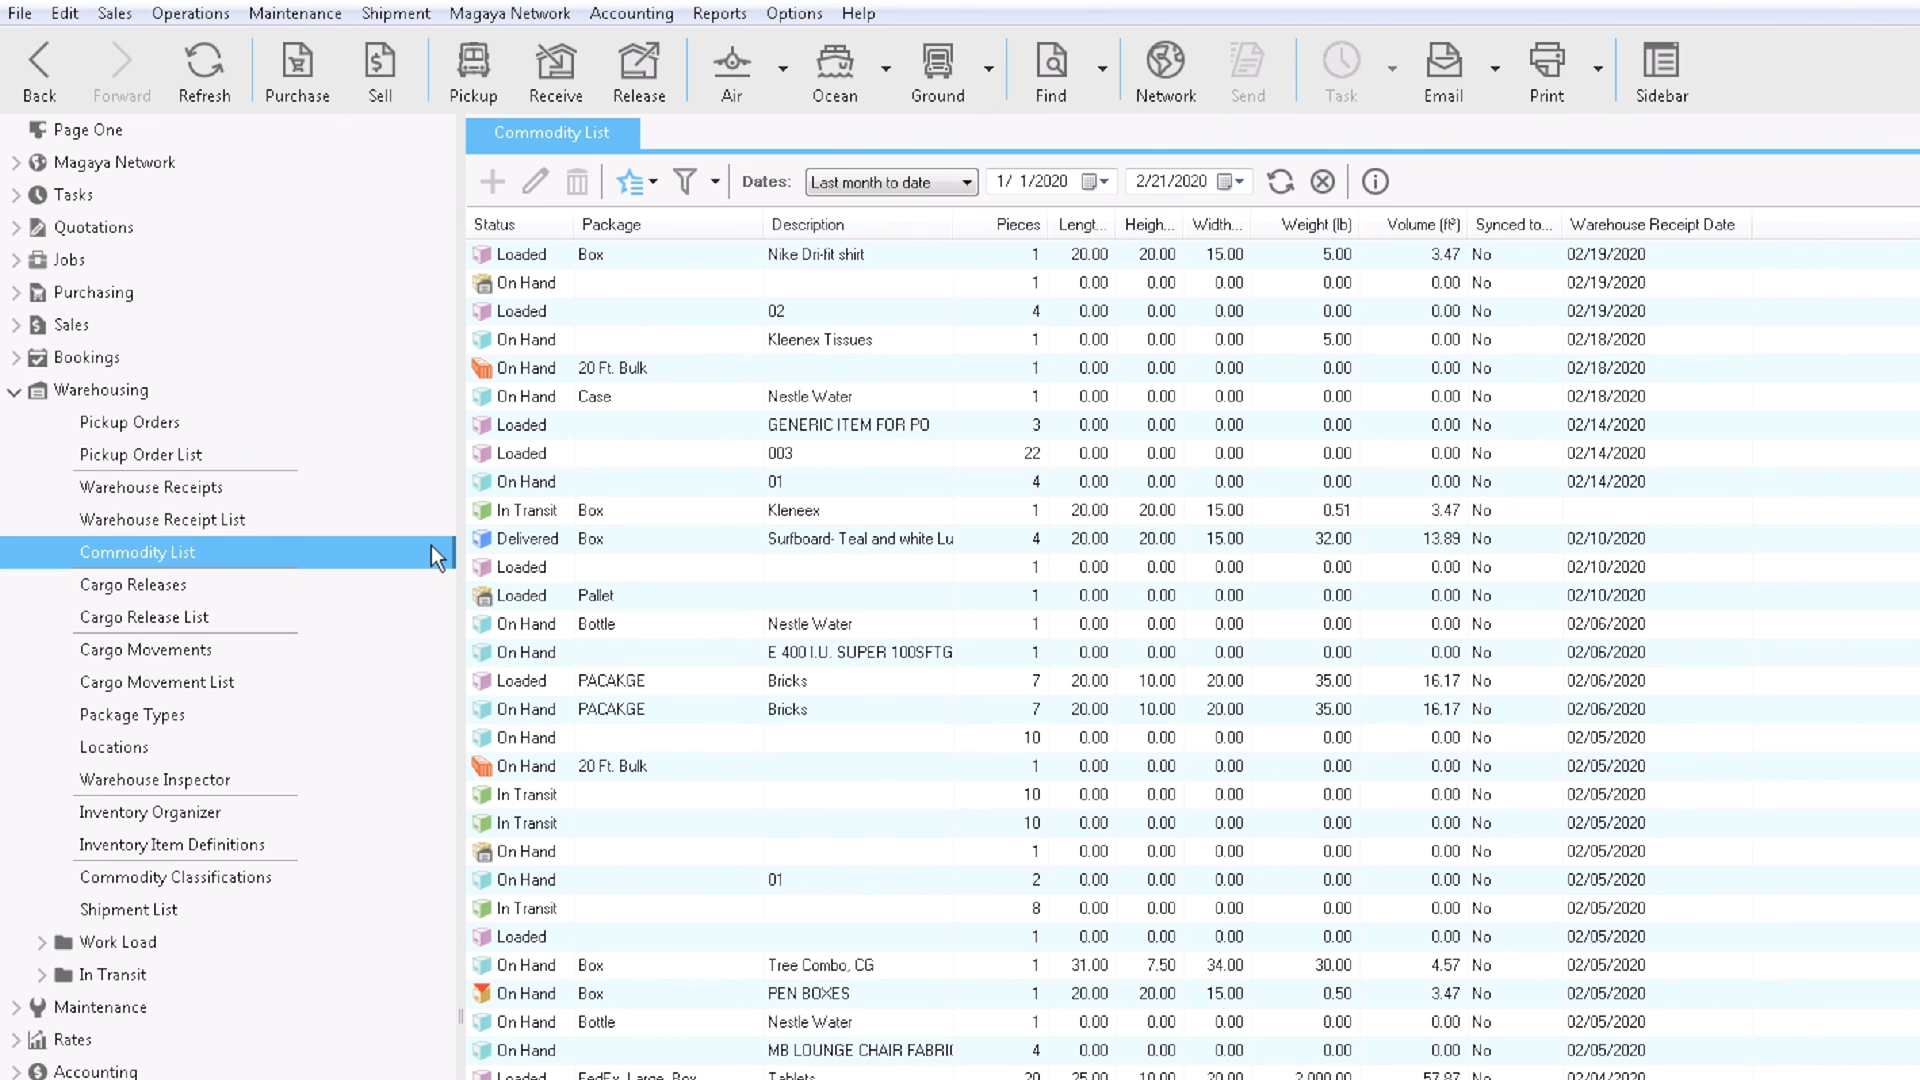 File Edit Sales Operations Maintenance Shipment Magaya Network Accounting Reports Options Help
Back Forward Refresh Purchase Sell Pickup Receive Release Air Ocean Ground Find Network Send Task Email Print Sidebar
Page One
Magaya Network
Tasks
Quotations
Jobs
Purchasing
Sales
Bookings
Warehousing
Pickup Orders
Pickup Order List
Warehouse Receipts
Warehouse Receipt List
Commodity List
Cargo Releases
Cargo Release List
Cargo Movements
Cargo Movement List
Package Types
Locations
Warehouse Inspector
Inventory Organizer
Inventory Item Definitions
Commodity Classifications
Shipment List
Work Load
In Transit
Maintenance
Rates
Accounting
Commodity List
Dates: Last month to date 1/ 1/2020 2/21/2020
Status Package Description Pieces Lengt... Heigh... Width... Weight (lb) Volume (ft³) Synced to... Warehouse Receipt Date
Loaded Box Nike Dri-fit shirt 1 20.00 20.00 15.00 5.00 3.47 No 02/19/2020
On Hand 1 0.00 0.00 0.00 0.00 0.00 No 02/19/2020
Loaded 02 4 0.00 0.00 0.00 0.00 0.00 No 02/19/2020
On Hand Kleenex Tissues 1 0.00 0.00 0.00 5.00 0.00 No 02/18/2020
On Hand 20 Ft. Bulk 1 0.00 0.00 0.00 0.00 0.00 No 02/18/2020
On Hand Case Nestle Water 1 0.00 0.00 0.00 0.00 0.00 No 02/18/2020
Loaded GENERIC ITEM FOR PO 3 0.00 0.00 0.00 0.00 0.00 No 02/14/2020
Loaded 003 22 0.00 0.00 0.00 0.00 0.00 No 02/14/2020
On Hand 01 4 0.00 0.00 0.00 0.00 0.00 No 02/14/2020
In Transit Box Kleneex 1 20.00 20.00 15.00 0.51 3.47 No
Delivered Box Surfboard- Teal and white Lu 4 20.00 20.00 15.00 32.00 13.89 No 02/10/2020
Loaded 1 0.00 0.00 0.00 0.00 0.00 No 02/10/2020
Loaded Pallet 1 0.00 0.00 0.00 0.00 0.00 No 02/10/2020
On Hand Bottle Nestle Water 1 0.00 0.00 0.00 0.00 0.00 No 02/06/2020
On Hand E 400 I.U. SUPER 100SFTG 1 0.00 0.00 0.00 0.00 0.00 No 02/06/2020
Loaded PACAKGE Bricks 7 20.00 10.00 20.00 35.00 16.17 No 02/06/2020
On Hand PACAKGE Bricks 7 20.00 10.00 20.00 35.00 16.17 No 02/06/2020
On Hand 10 0.00 0.00 0.00 0.00 0.00 No 02/05/2020
On Hand 20 Ft. Bulk 1 0.00 0.00 0.00 0.00 0.00 No 02/05/2020
In Transit 10 0.00 0.00 0.00 0.00 0.00 No 02/05/2020
In Transit 10 0.00 0.00 0.00 0.00 0.00 No 02/05/2020
On Hand 1 0.00 0.00 0.00 0.00 0.00 No 02/05/2020
On Hand 01 2 0.00 0.00 0.00 0.00 0.00 No 02/05/2020
In Transit 8 0.00 0.00 0.00 0.00 0.00 No 02/05/2020
Loaded 1 0.00 0.00 0.00 0.00 0.00 No 02/05/2020
On Hand Box Tree Combo, CG 1 31.00 7.50 34.00 30.00 4.57 No 02/05/2020
On Hand Box PEN BOXES 1 20.00 20.00 15.00 0.50 3.47 No 02/05/2020
On Hand Bottle Nestle Water 1 0.00 0.00 0.00 0.00 0.00 No 02/05/2020
On Hand MB LOUNGE CHAIR FABRIC 4 0.00 0.00 0.00 0.00 0.00 No 02/05/2020
Loaded FedEx Large Box Tablets 20 25.00 10.00 20.00 2,000.00 57.87 No 02/04/2020